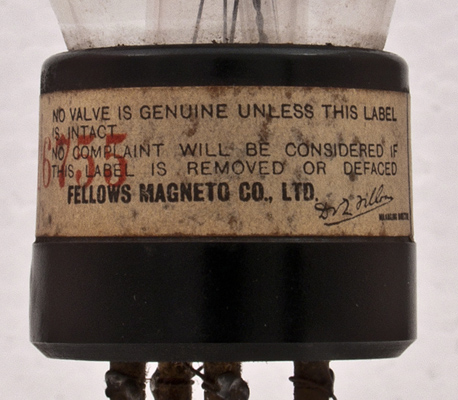 NO VALVE IS GENUINE UNLESS THIS LABEL
IS INTACT
NO COMPLAINT WILL BE CONSIDERED IF
THIS LABEL IS REMOVED OR DEFACED
FELLOWS MAGNETO CO., LTD.